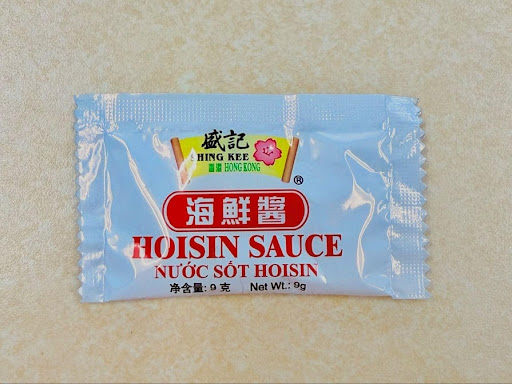 盛記
SHING KEE
香港 HONG KONG
®
海鮮醬
HOISIN SAUCE
NƯỚC SỐT HOISIN
净含量: 9 克 Net Wt.: 9g